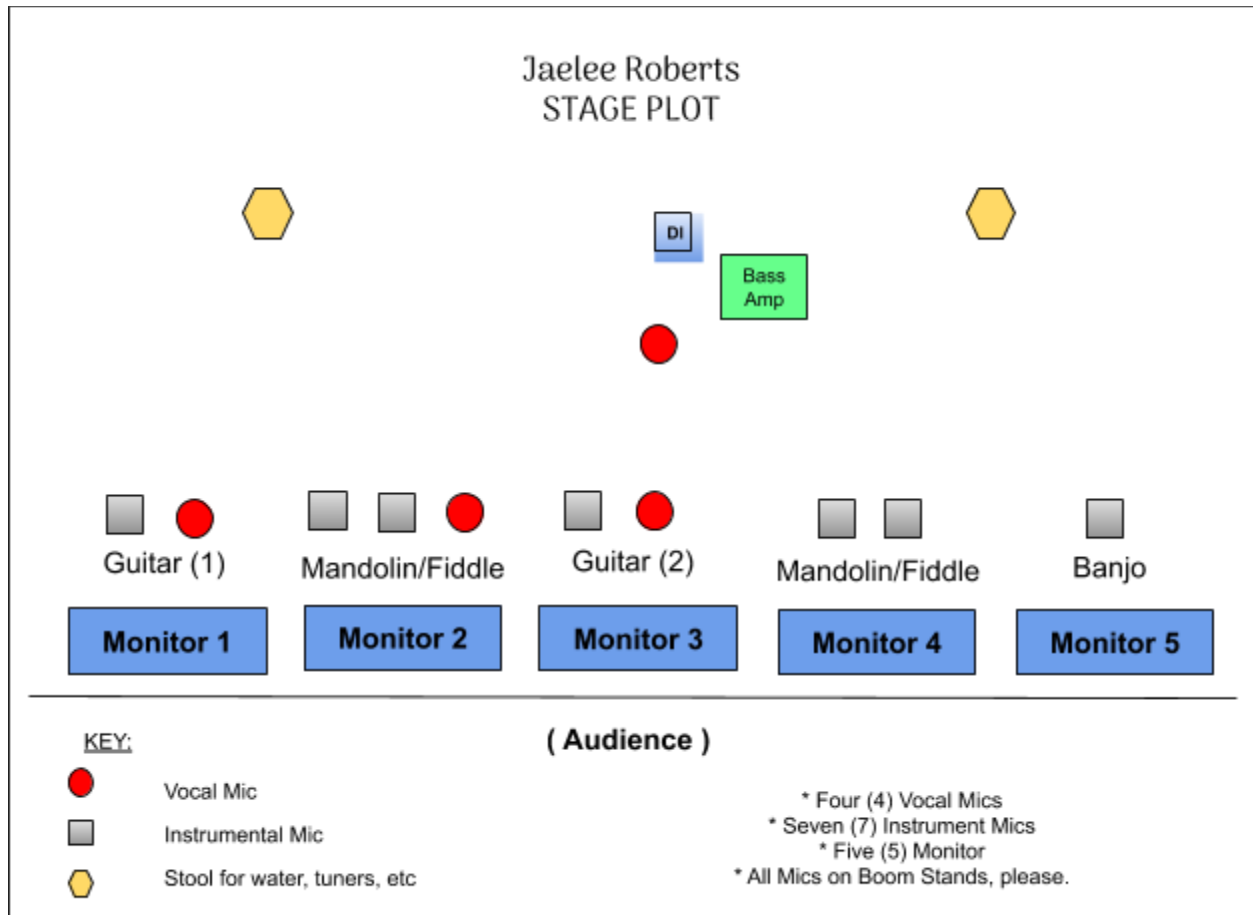 Jaelee Roberts
STAGE PLOT
DI
Bass
Amp
Guitar (1)
Mandolin/Fiddle
Guitar (2)
Mandolin/Fiddle
Banjo
Monitor 1
Monitor 2
Monitor 3
Monitor 4
Monitor 5
( Audience )
KEY:
Vocal Mic
Instrumental Mic
Stool for water, tuners, etc
* Four (4) Vocal Mics
* Seven (7) Instrument Mics
* Five (5) Monitor
* All Mics on Boom Stands, please.